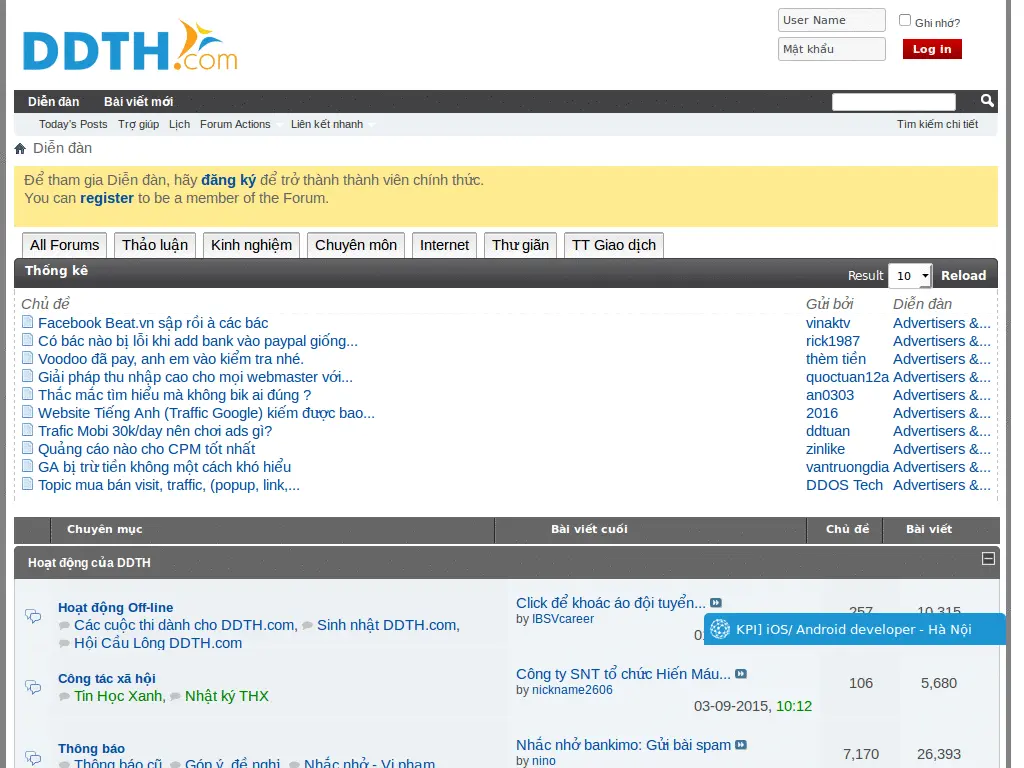 DDTH.com
User Name
Ghi nhớ?
Mật khẩu
Log in
Diễn đàn Bài viết mới
Today's Posts Trợ giúp Lịch Forum Actions Liên kết nhanh Tìm kiếm chi tiết
Diễn đàn
Để tham gia Diễn đàn, hãy đăng ký để trở thành thành viên chính thức.
You can register to be a member of the Forum.
All Forums Thảo luận Kinh nghiệm Chuyên môn Internet Thư giãn TT Giao dịch
Thống kê Result 10 Reload
Chủ đề Gửi bởi Diễn đàn
Facebook Beat.vn sập rồi à các bác vinaktv Advertisers &...
Có bác nào bị lỗi khi add bank vào paypal giống... rick1987 Advertisers &...
Voodoo đã pay, anh em vào kiểm tra nhé. thèm tiền Advertisers &...
Giải pháp thu nhập cao cho mọi webmaster với... quoctuan12a Advertisers &...
Thắc mắc tìm hiểu mà không bik ai đúng ? an0303 Advertisers &...
Website Tiếng Anh (Traffic Google) kiếm được bao... 2016 Advertisers &...
Trafic Mobi 30k/day nên chơi ads gì? ddtuan Advertisers &...
Quảng cáo nào cho CPM tốt nhất zinlike Advertisers &...
GA bị trừ tiền không một cách khó hiểu vantruongdia Advertisers &...
Topic mua bán visit, traffic, (popup, link,... DDOS Tech Advertisers &...
Chuyên mục Bài viết cuối Chủ đề Bài viết
Hoạt động của DDTH
Hoạt động Off-line
Các cuộc thi dành cho DDTH.com, Sinh nhật DDTH.com,
Hội Cầu Lông DDTH.com
Click để khoác áo đội tuyển...
by IBSVcareer
257 10,315
KPI] iOS/ Android developer - Hà Nội
Công tác xã hội
Tin Học Xanh, Nhật ký THX
Công ty SNT tổ chức Hiến Máu...
by nickname2606
03-09-2015, 10:12
106 5,680
Thông báo
Thông báo cũ, Góp ý, đề nghị, Nhắc nhở - Vi phạm
Nhắc nhở bankimo: Gửi bài spam
by nino
7,170 26,393